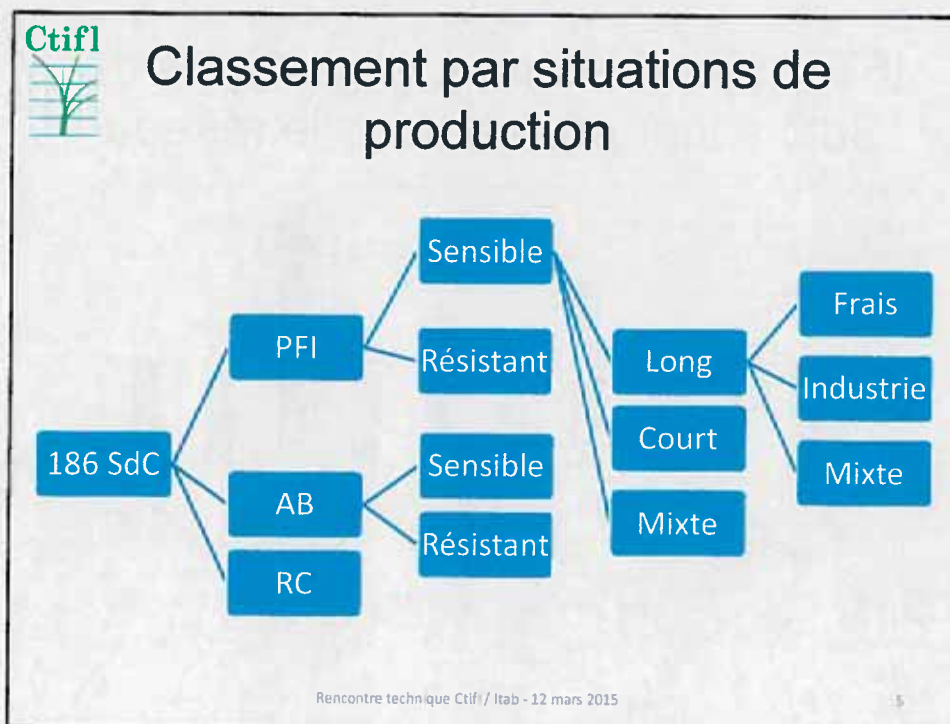 Ctifl
Classement par situations de
production
186 SdC
PFI
AB
RC
Sensible
Résistant
Sensible
Résistant
Long
Court
Mixte
Frais
Industrie
Mixte
Rencontre technique Ctifl / Itab - 12 mars 2015
5